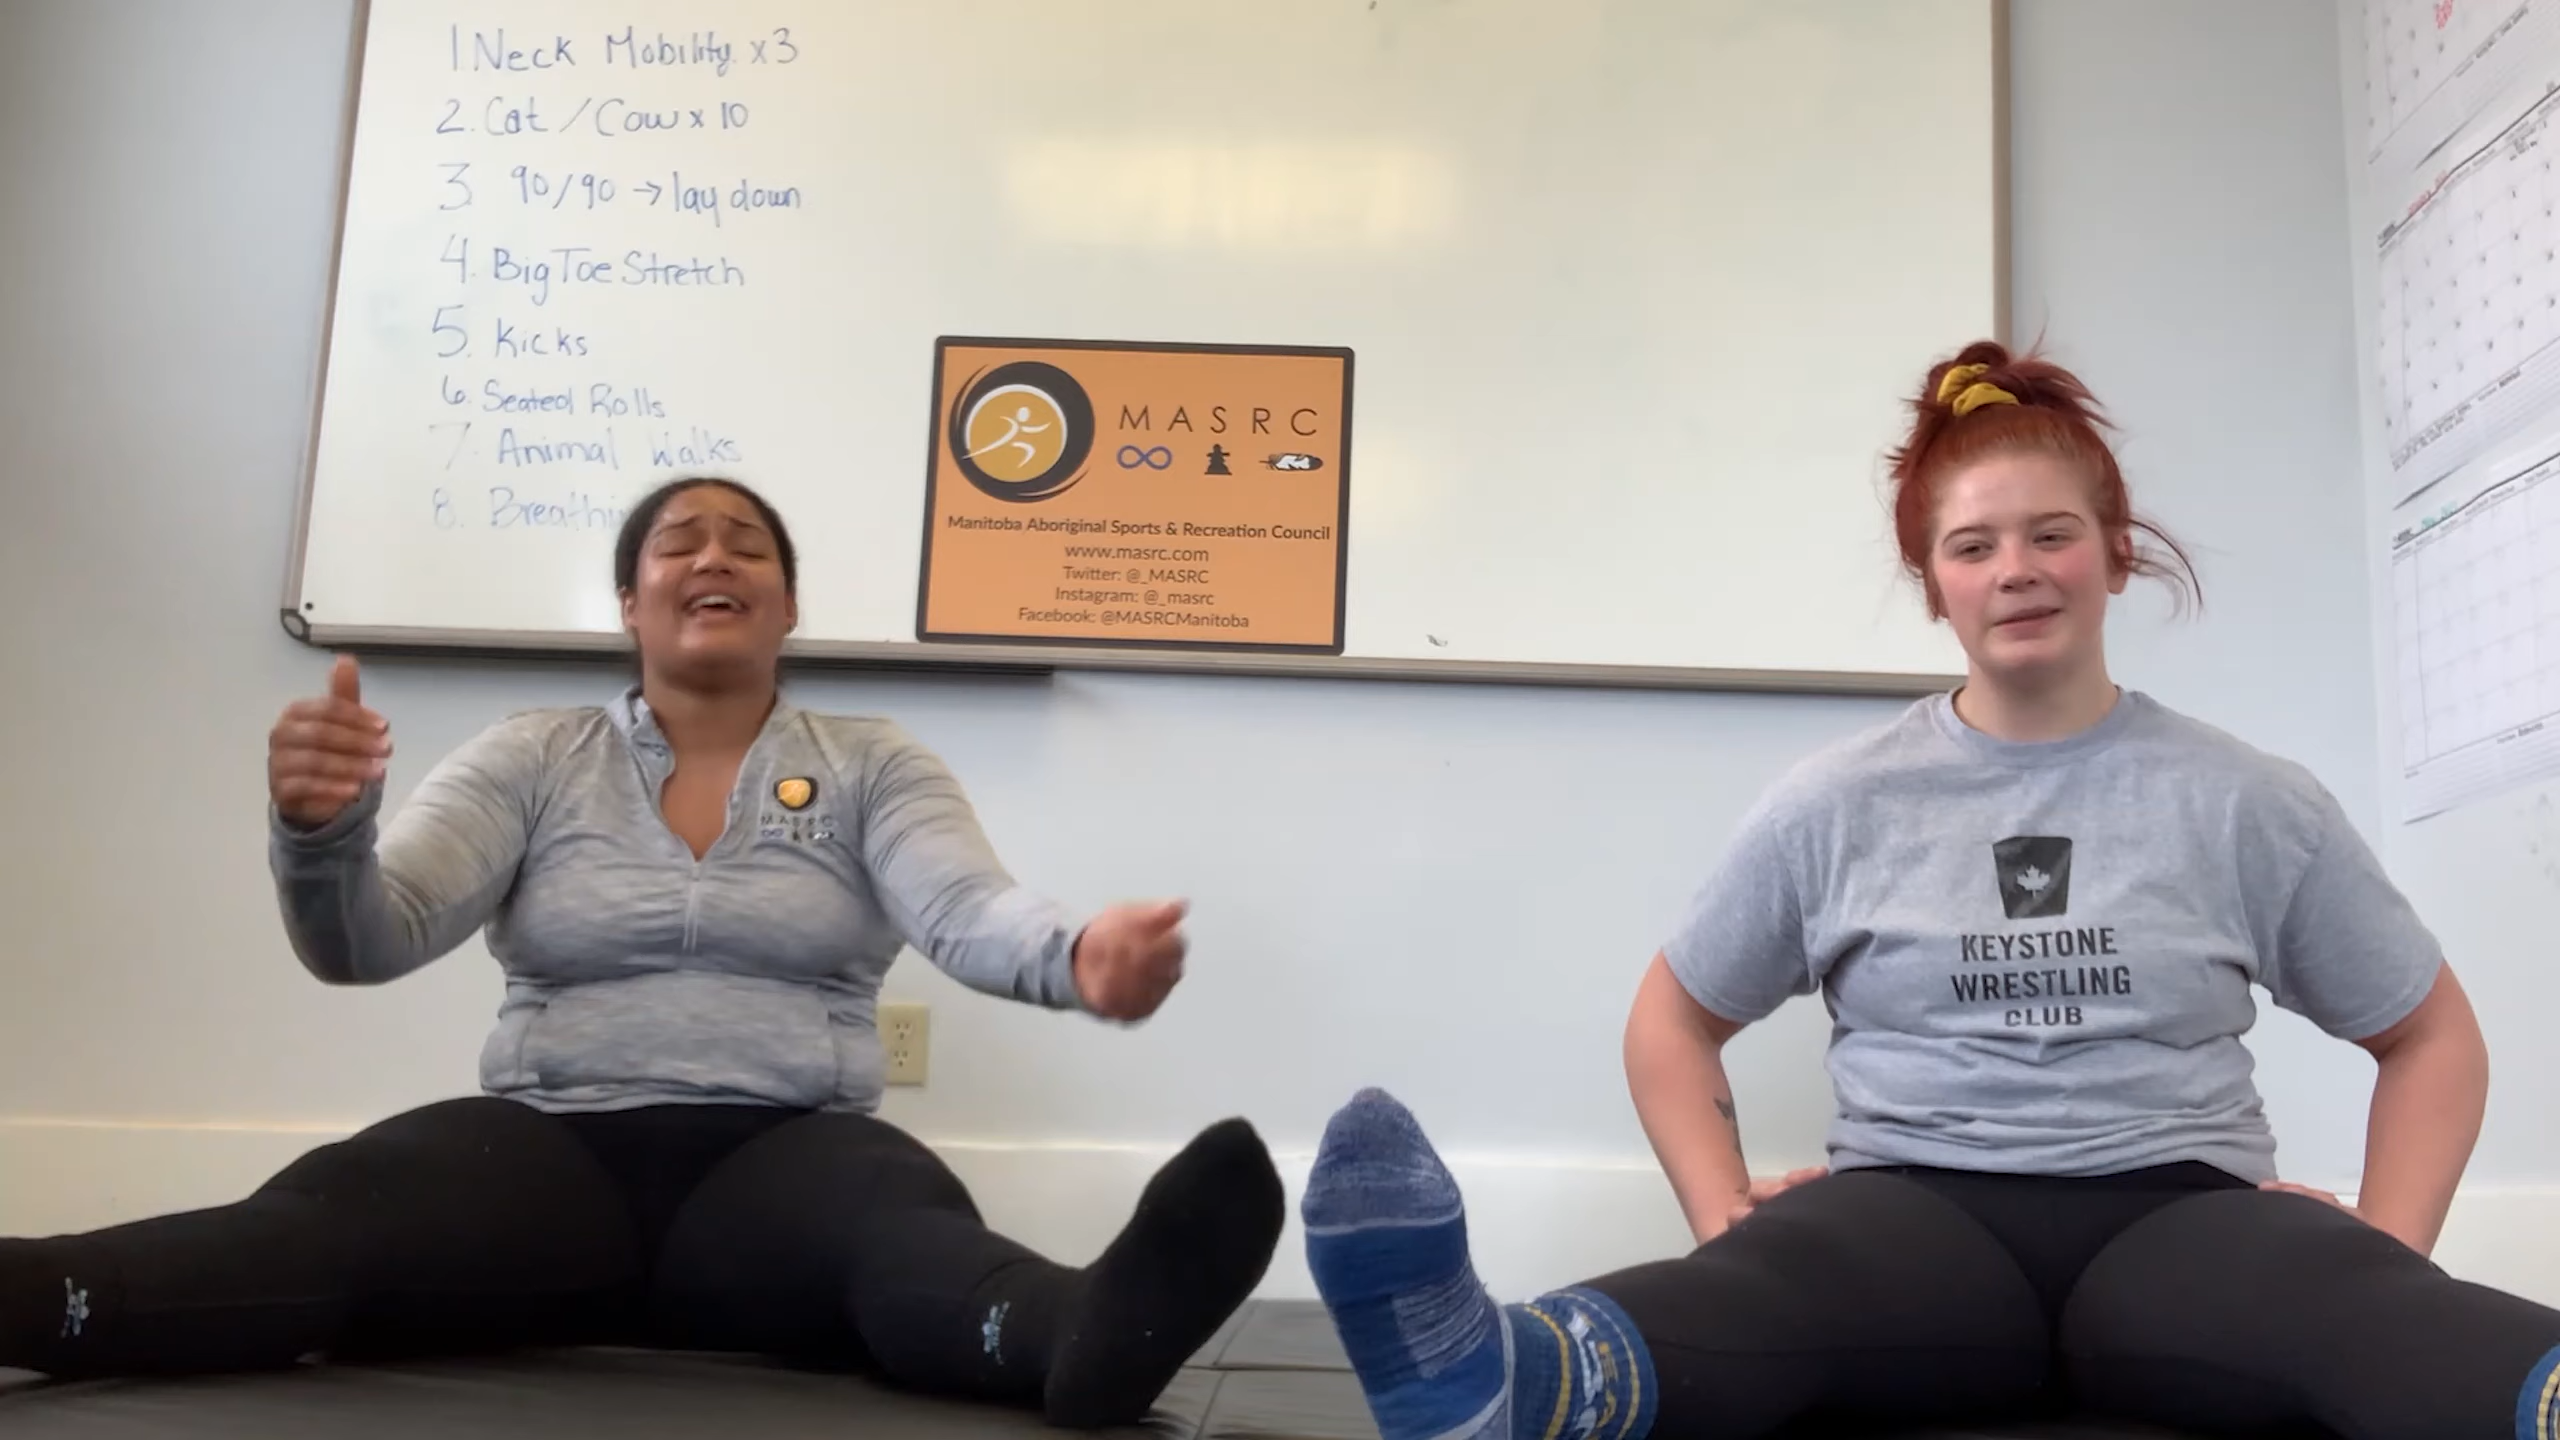 1. Neck Mobility. x3
2. Cat / Cow x 10
3. 90/90 → lay down
4. Big Toe Stretch
5. Kicks
6. Seated Rolls
7. Animal Walks
8. Breathi
MASRC
Manitoba Aboriginal Sports & Recreation Council
www.masrc.com
Twitter: @_MASRC
Instagram: @_masrc
Facebook: @MASRCManitoba
MASRC
KEYSTONE
WRESTLING
CLUB